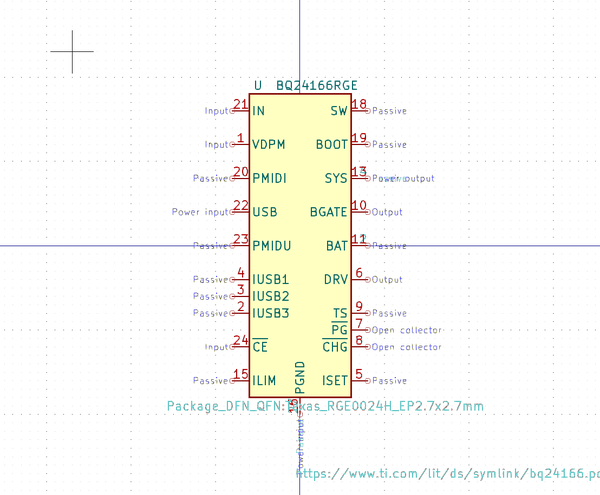 U BQ24166RGE
Input 21 IN SW 18 Passive
Input 1 VDPM BOOT 19 Passive
Passive 20 PMIDI SYS 13 Power output
Power input 22 USB BGATE 10 Output
Passive 23 PMIDU BAT 11 Passive
Passive 4 IUSB1 DRV 6 Output
Passive 3 IUSB2
Passive 2 IUSB3 TS 9 Passive
PG 7 Open collector
Input 24 CE CHG 8 Open collector
Passive 15 ILIM ISET 5 Passive
PGND
Package_DFN_QFN:Texas_RGE0024H_EP2.7x2.7mm
Power input
https://www.ti.com/lit/ds/symlink/bq24166.pd